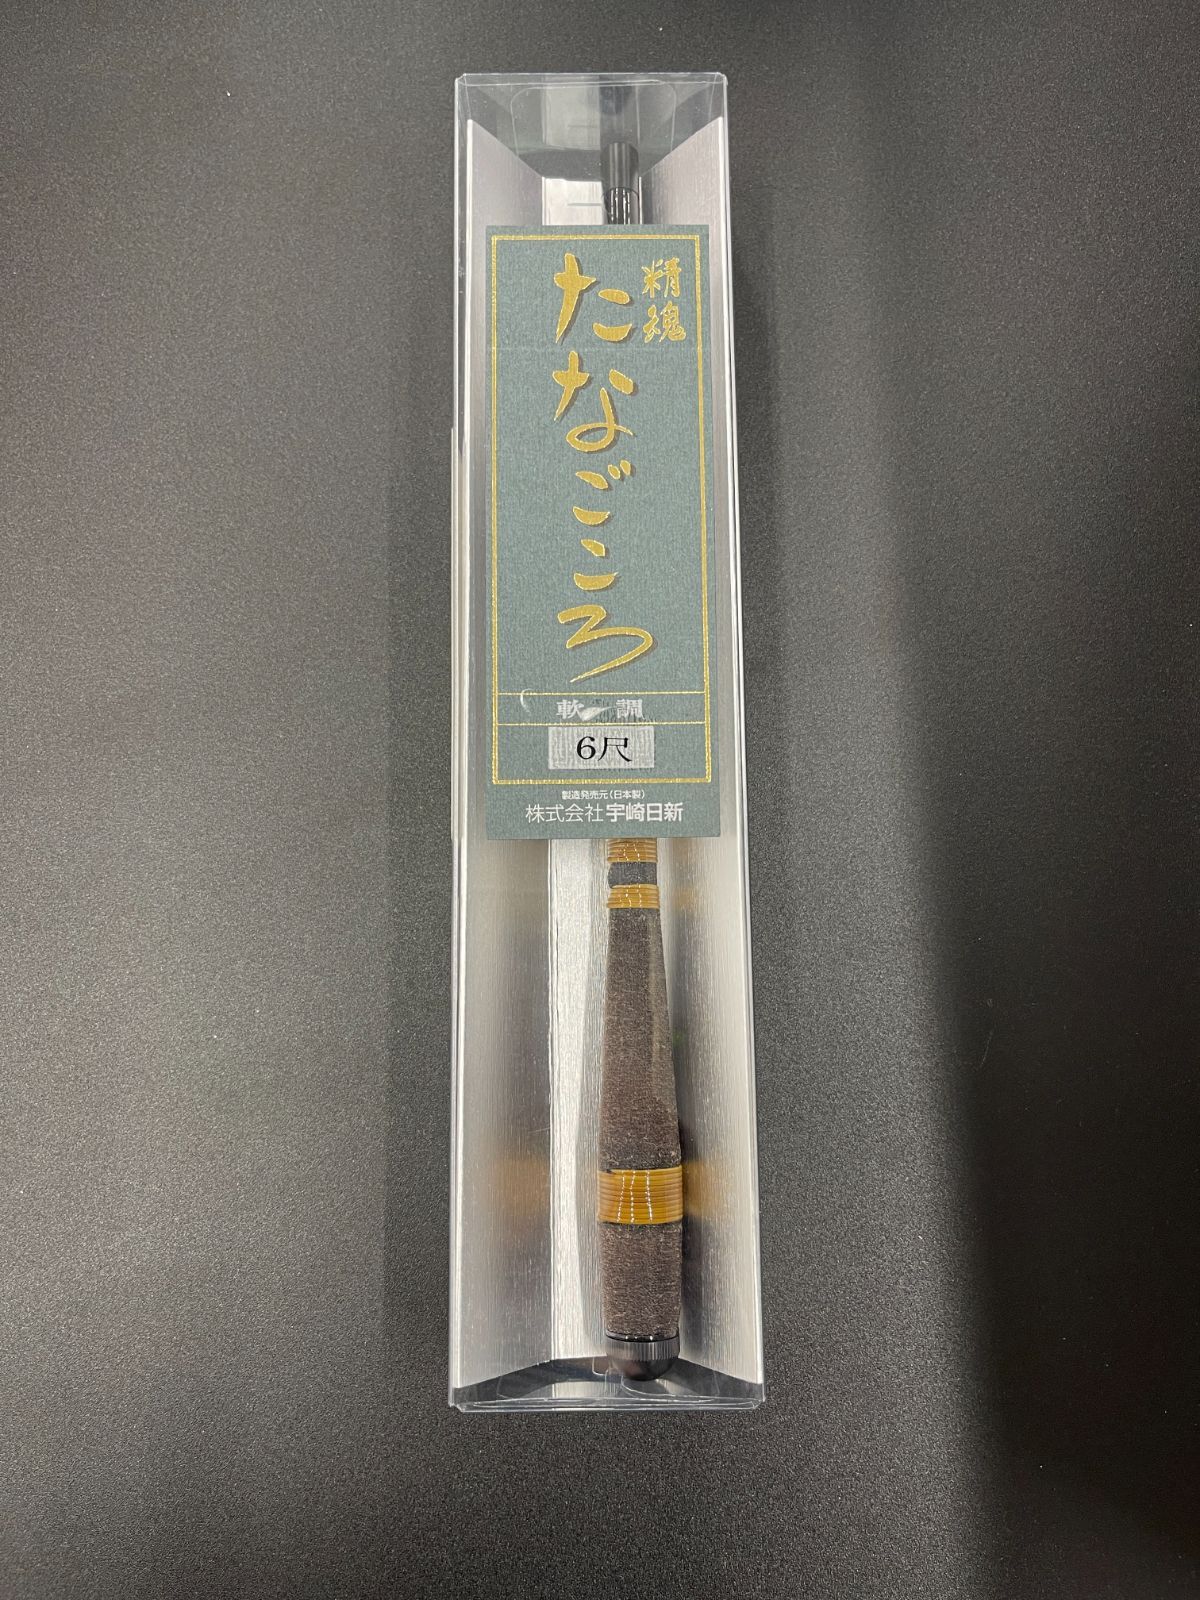 精魂
たなごころ
軟調
6尺
製造発売元(日本製)
株式会社 宇崎日新